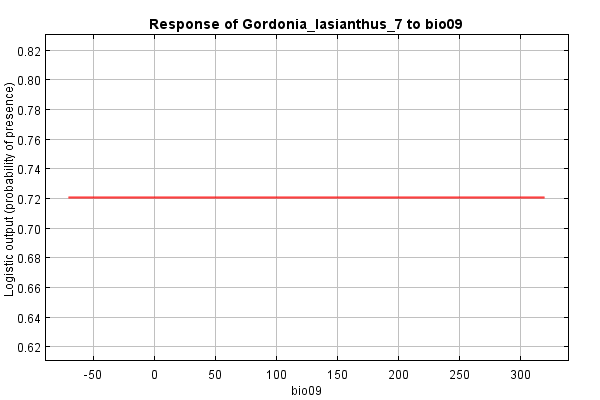 Response of Gordonia_lasianthus_7 to bio09
Logistic output (probability of presence)
0.82
0.80
0.78
0.76
0.74
0.72
0.70
0.68
0.66
0.64
0.62
-50 0 50 100 150 200 250 300
bio09